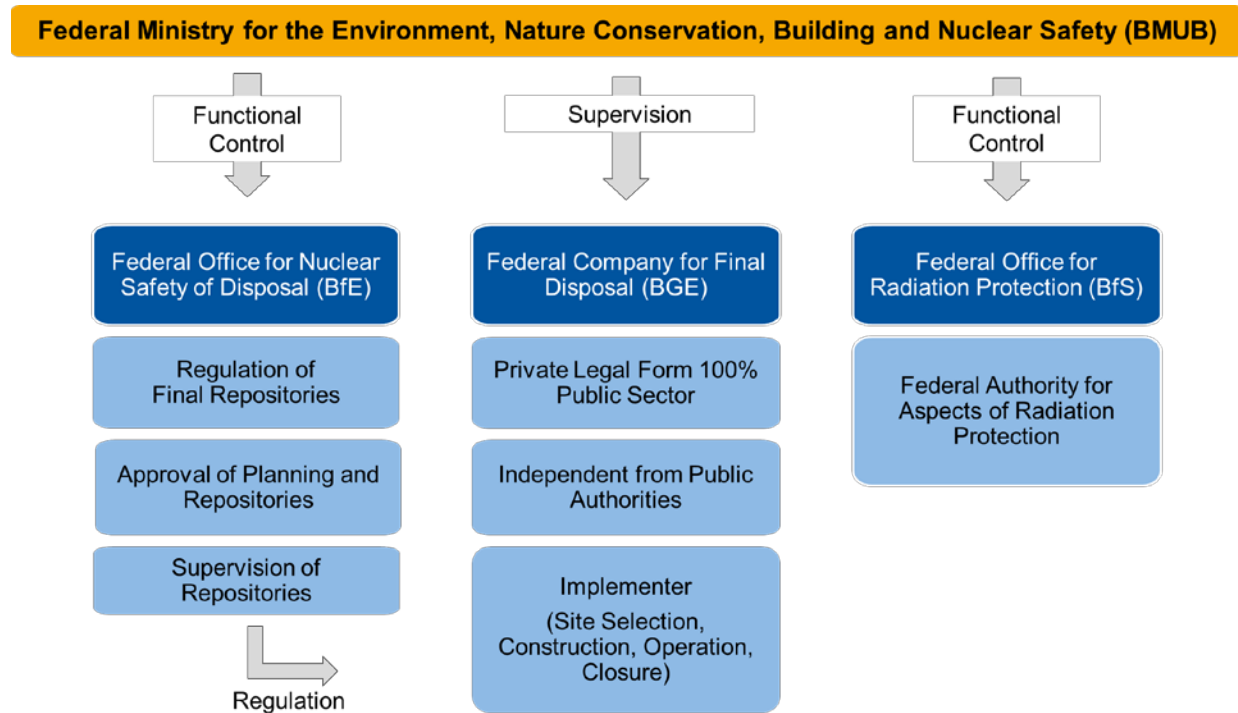 Federal Ministry for the Environment, Nature Conservation, Building and Nuclear Safety (BMUB)
Functional
Control
Supervision
Functional
Control
Federal Office for Nuclear
Safety of Disposal (BfE)
Regulation of
Final Repositories
Approval of Planning and
Repositories
Supervision of
Repositories
Regulation
Federal Company for Final
Disposal (BGE)
Private Legal Form 100%
Public Sector
Independent from Public
Authorities
Implementer
(Site Selection,
Construction, Operation,
Closure)
Federal Office for
Radiation Protection (BfS)
Federal Authority for
Aspects of Radiation
Protection